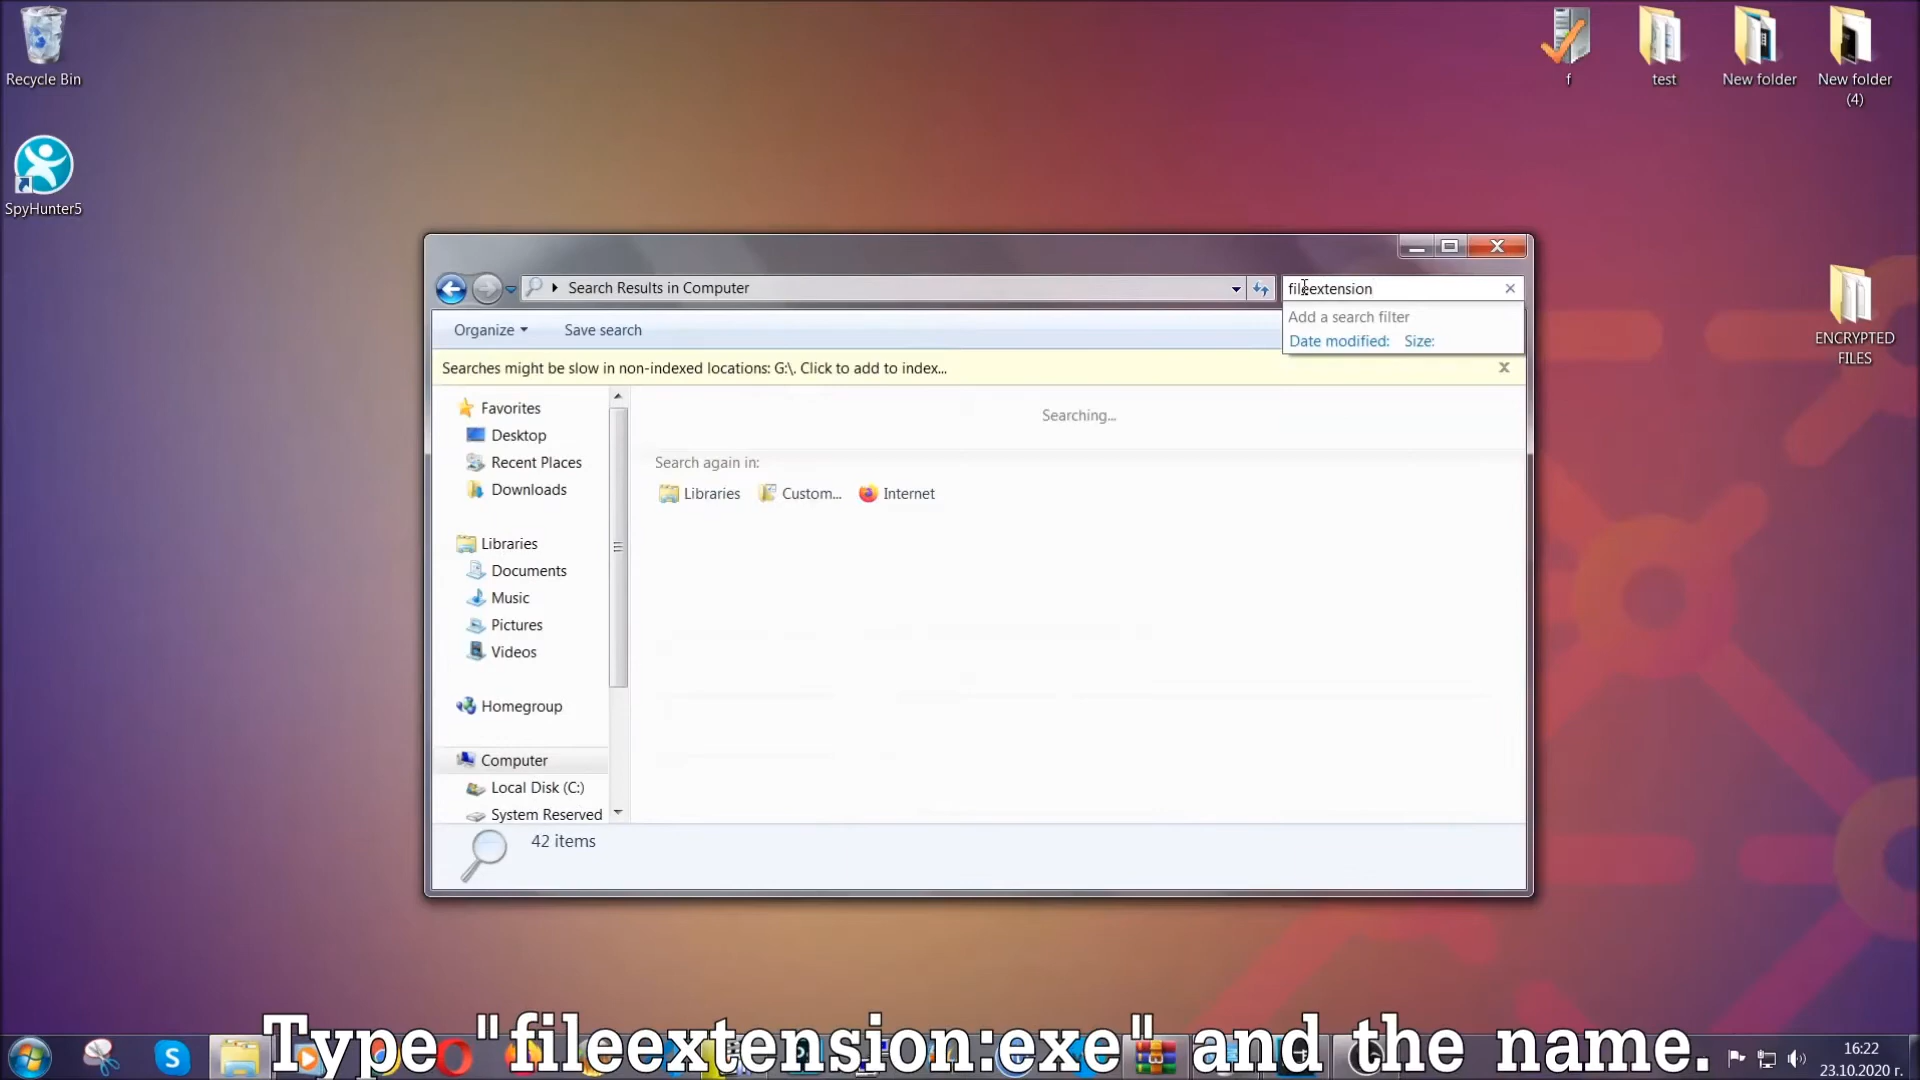 Recycle Bin
SpyHunter5
f
test
New folder
New folder
(4)
ENCRYPTED
FILES
Search Results in Computer
fileextension
Add a search filter
Date modified: Size:
Organize
Save search
Searches might be slow in non-indexed locations: G:\. Click to add to index...
Favorites
Desktop
Recent Places
Downloads
Libraries
Documents
Music
Pictures
Videos
Homegroup
Computer
Local Disk (C:)
System Reserved
Searching...
Search again in:
Libraries
Custom...
Internet
42 items
Type "fileextension:exe" and the name.
16:22
23.10.2020 г.